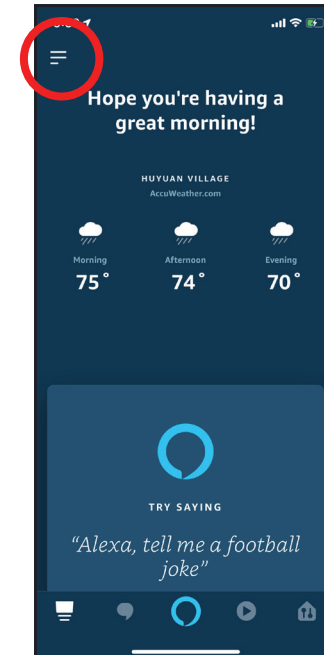 Hope you're having a
great morning!
HUYUAN VILLAGE
AccuWeather.com
Morning Afternoon Evening
75° 74° 70°
TRY SAYING
“Alexa, tell me a football
joke”